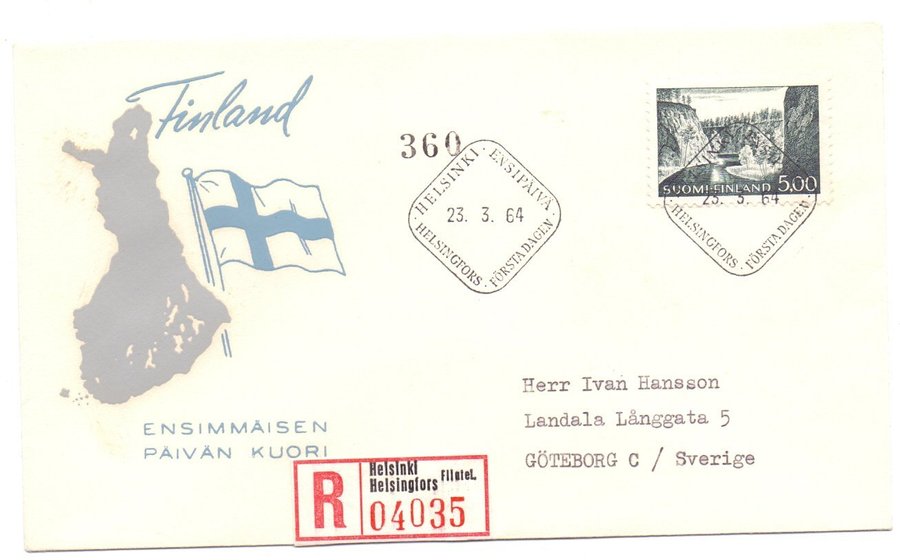 Finland
360
HELSINKI · ENSIPÄIVÄ
23. 3. 64
HELSINGFORS · FÖRSTA DAGEN
SUOMI-FINLAND 5,00
23. 3. 64
HELSINGFORS · FÖRSTA DAGEN
Herr Ivan Hansson
Landala Långgata 5
GÖTEBORG C / Sverige
ENSIMMÄISEN
PÄIVÄN KUORI
R
Helsinki
Helsingfors Filatel.
04035